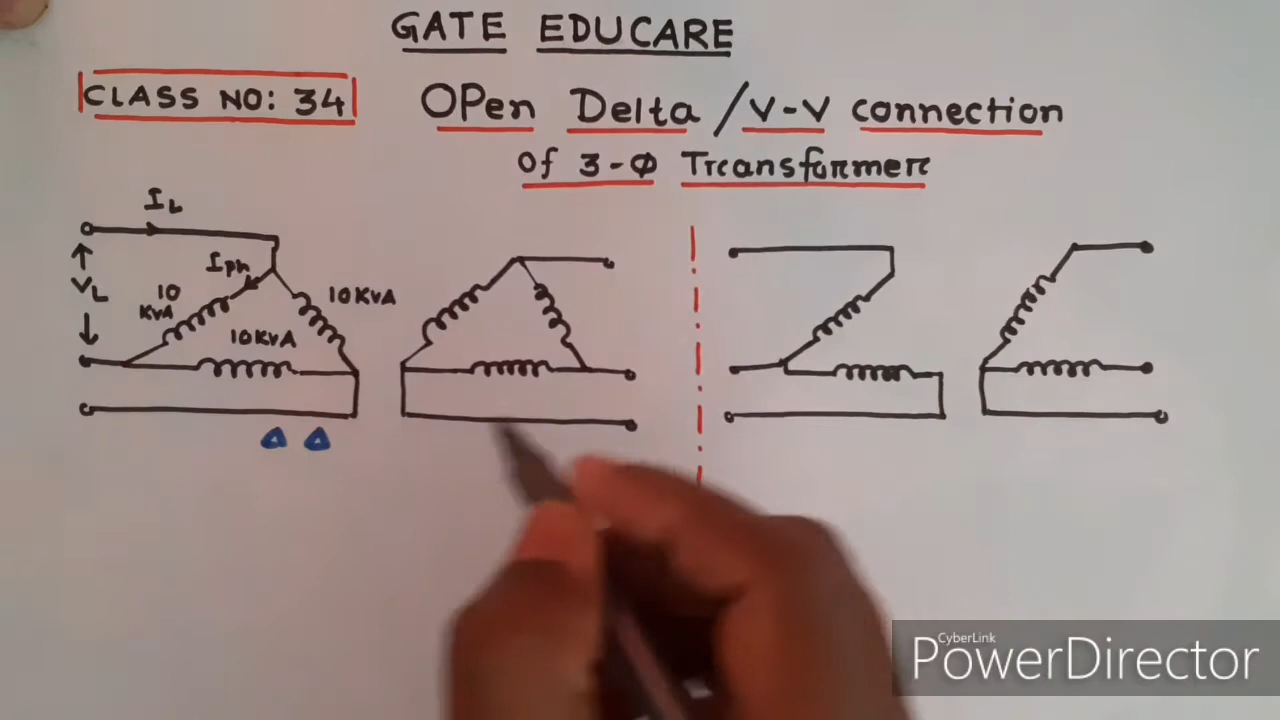 GATE EDUCARE
CLASS NO: 34
OPen Delta / V-V connection
Of 3-Φ Trcansformerc
IL
Iph
VL
10
KVA
10KVA
10KVA
Δ Δ
CyberLink
PowerDirector